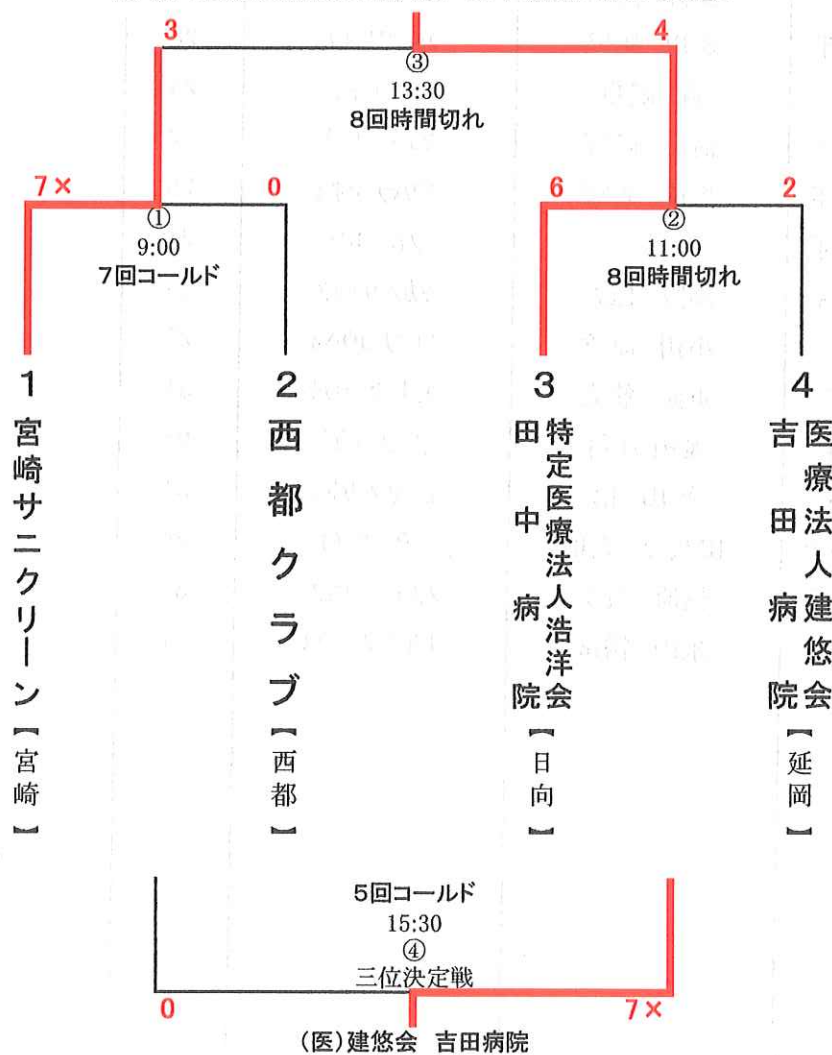 3
4
③
13:30
8回時間切れ
7×
0
6
2
①
9:00
7回コールド
②
11:00
8回時間切れ
1
宮崎サニクリーン
【宮崎】
2
西都クラブ
【西都】
3
特定医療法人浩洋会
田中病院
【日向】
4
医療法人建悠会
吉田病院
【延岡】
5回コールド
15:30
④
三位決定戦
0
7×
(医)建悠会 吉田病院